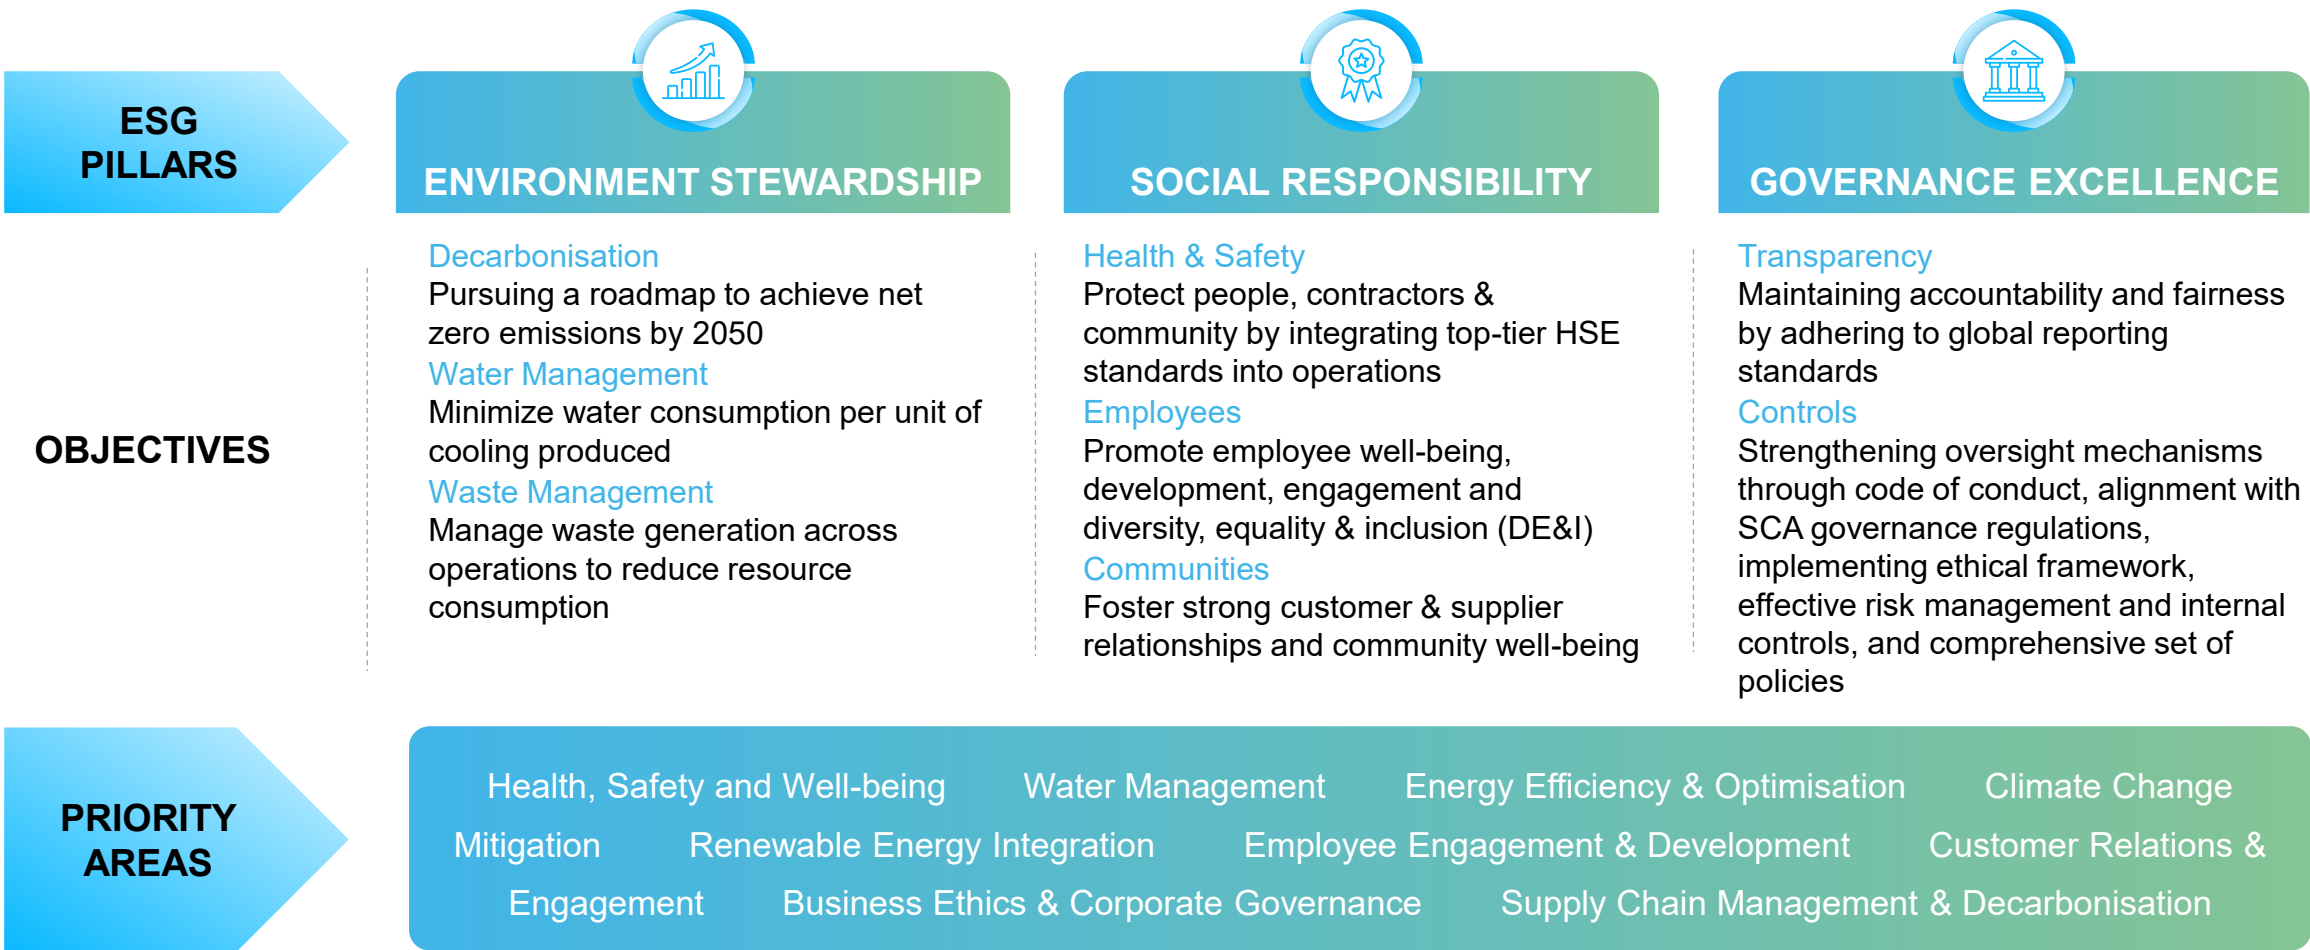 ESG
PILLARS
ENVIRONMENT STEWARDSHIP
SOCIAL RESPONSIBILITY
GOVERNANCE EXCELLENCE
OBJECTIVES
Decarbonisation
Pursuing a roadmap to achieve net
zero emissions by 2050
Water Management
Minimize water consumption per unit of
cooling produced
Waste Management
Manage waste generation across
operations to reduce resource
consumption
Health & Safety
Protect people, contractors &
community by integrating top-tier HSE
standards into operations
Employees
Promote employee well-being,
development, engagement and
diversity, equality & inclusion (DE&I)
Communities
Foster strong customer & supplier
relationships and community well-being
Transparency
Maintaining accountability and fairness
by adhering to global reporting
standards
Controls
Strengthening oversight mechanisms
through code of conduct, alignment with
SCA governance regulations,
implementing ethical framework,
effective risk management and internal
controls, and comprehensive set of
policies
PRIORITY
AREAS
Health, Safety and Well-being Water Management Energy Efficiency & Optimisation Climate Change
Mitigation Renewable Energy Integration Employee Engagement & Development Customer Relations &
Engagement Business Ethics & Corporate Governance Supply Chain Management & Decarbonisation